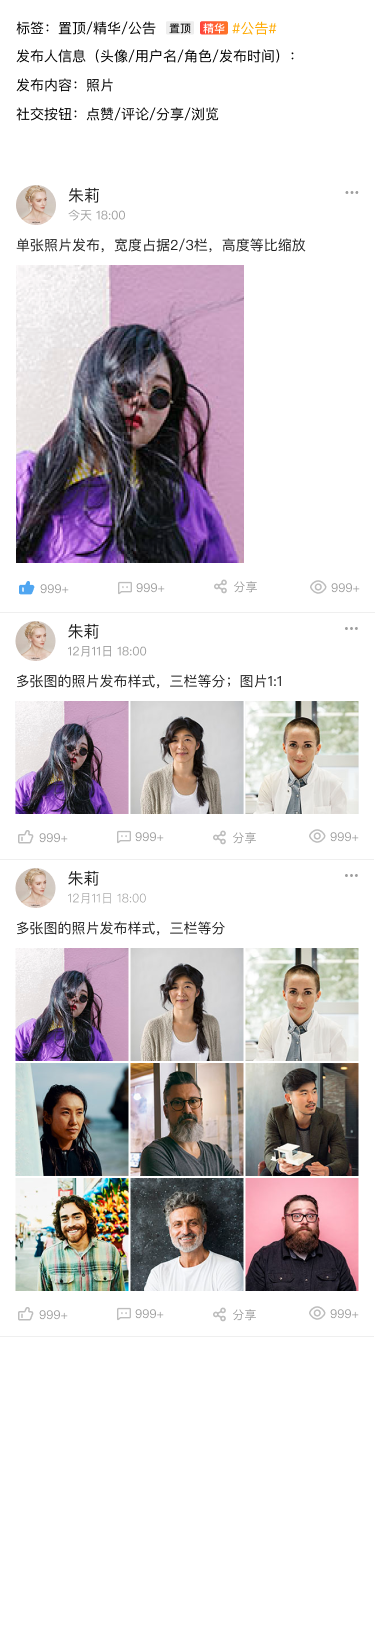 标签：置顶/精华/公告 置顶 精华 #公告#
发布人信息（头像/用户名/角色/发布时间）：
发布内容：照片
社交按钮：点赞/评论/分享/浏览
朱莉
今天 18:00
单张照片发布，宽度占据2/3栏，高度等比缩放
999+ 999+ 分享 999+
朱莉
12月11日 18:00
多张图的照片发布样式，三栏等分；图片1:1
999+ 999+ 分享 999+
朱莉
12月11日 18:00
多张图的照片发布样式，三栏等分
999+ 999+ 分享 999+